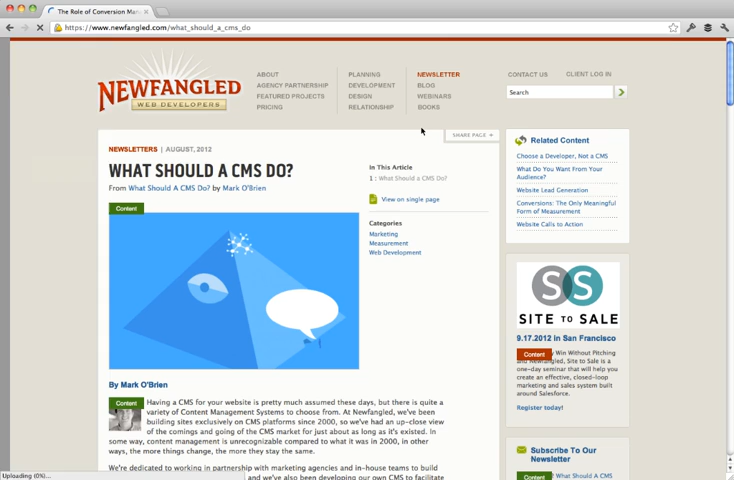 The Role of Conversion Man
https://www.newfangled.com/what_should_a_cms_do
NEWFANGLED
WEB DEVELOPERS
ABOUT
AGENCY PARTNERSHIP
FEATURED PROJECTS
PRICING
PLANNING
DEVELOPMENT
DESIGN
RELATIONSHIP
NEWSLETTER
BLOG
WEBINARS
BOOKS
CONTACT US
CLIENT LOG IN
Search
SHARE PAGE
NEWSLETTERS | AUGUST, 2012
WHAT SHOULD A CMS DO?
From What Should A CMS Do? by Mark O'Brien
Content
In This Article
1 : What Should a CMS Do?
View on single page
Categories
Marketing
Measurement
Web Development
By Mark O'Brien
Content
Having a CMS for your website is pretty much assumed these days, but there is quite a
variety of Content Management Systems to choose from. At Newfangled, we've been
building sites exclusively on CMS platforms since 2000, so we've had an up-close view
of the comings and going of the CMS market for just about as long as it's existed. In
some way, content management is unrecognizable compared to what it was in 2000, in other
ways, the more things change, the more they stay the same.
We're dedicated to working in partnership with marketing agencies and in-house teams to build
and we've also been developing our own CMS to facilitate
Related Content
Choose a Developer, Not a CMS
What Do You Want From Your
Audience?
Website Lead Generation
Conversions: The Only Meaningful
Form of Measurement
Website Calls to Action
SS
SITE TO SALE
9.17.2012 in San Francisco
Content
Win Without Pitching
and Newfangled, Site to Sale is a
one-day seminar that will help you
create an effective, closed-loop
marketing and sales system built
around Salesforce.
Register today!
Subscribe To Our
Newsletter
Content
What Should A CMS
Uploading (0%)...